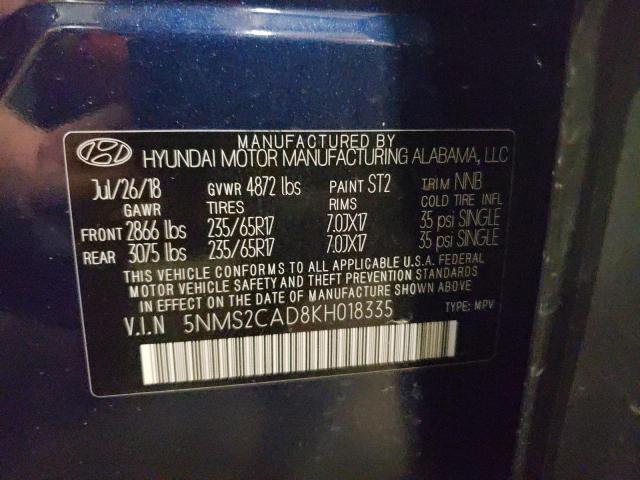 MANUFACTURED BY
HYUNDAI MOTOR MANUFACTURING ALABAMA, LLC
Jul/26/18 GVWR 4872 lbs PAINT ST2 TRIM NNB
GAWR TIRES RIMS COLD TIRE INFL
FRONT 2866 lbs 235/65R17 7.0JX17 35 psi SINGLE
REAR 3075 lbs 235/65R17 7.0JX17 35 psi SINGLE
THIS VEHICLE CONFORMS TO ALL APPLICABLE U.S.A. FEDERAL
MOTOR VEHICLE SAFETY AND THEFT PREVENTION STANDARDS
IN EFFECT ON THE DATE OF MANUFACTURE SHOWN ABOVE.
V.I.N 5NMS2CAD8KH018335 TYPE: MPV